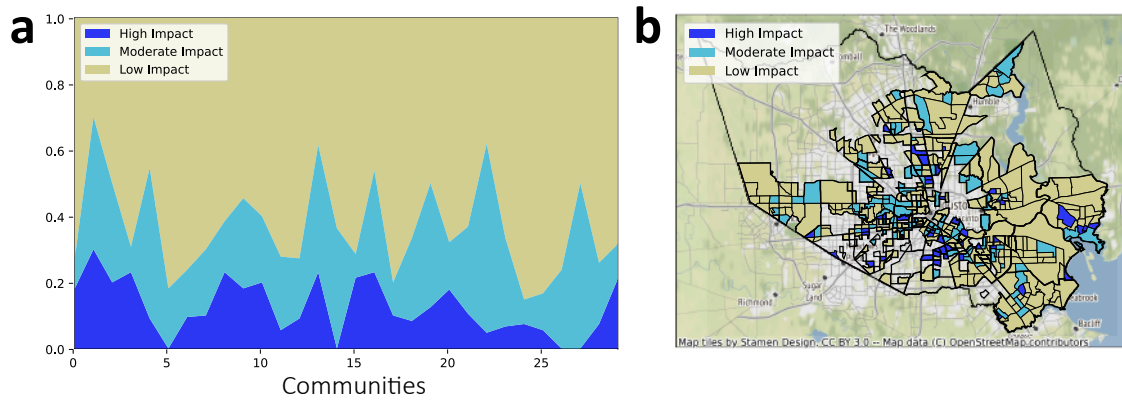 a
High Impact
Moderate Impact
Low Impact
1.0
0.8
0.6
0.4
0.2
0.0
0
5
10
15
20
25
Communities
b
High Impact
Moderate Impact
Low Impact
The Woodlands
Humble
Richmond
Sugar
Land
Bacliff
Map tiles by Stamen Design, CC BY 3.0 -- Map data (C) OpenStreetMap contributors